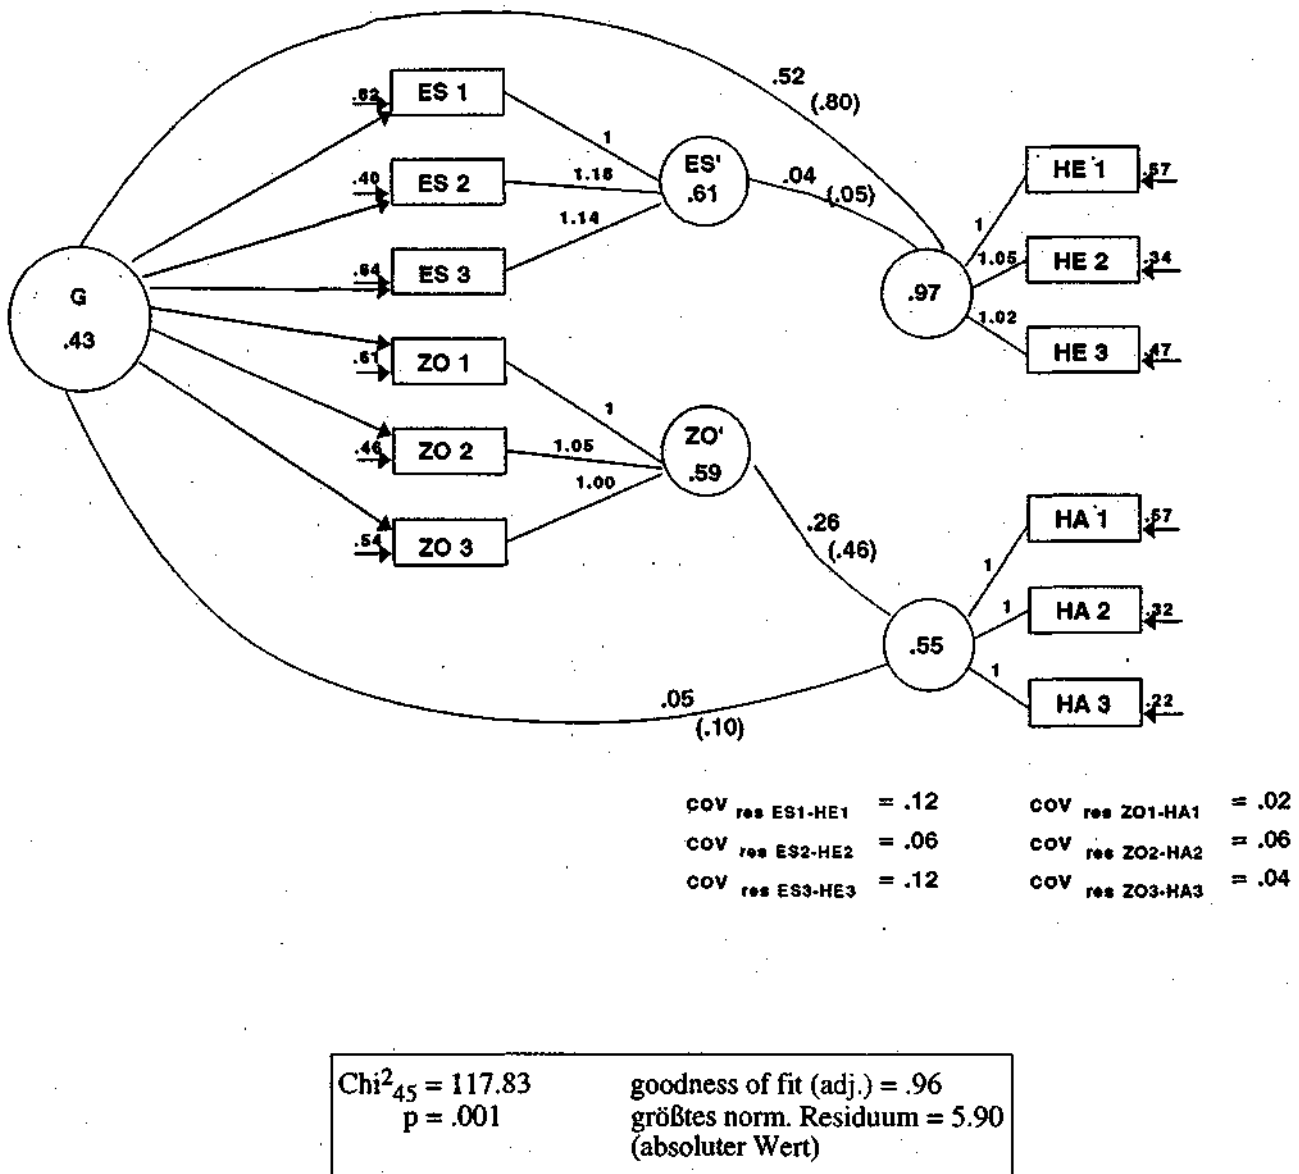 .52
(.80)
.62
ES 1
1
ES'
.61
.04
(.05)
HE 1
.57
.40
ES 2
1.18
1
1.14
.64
ES 3
1.05
HE 2
.34
G
.43
.97
1.02
HE 3
.47
.61
ZO 1
1
ZO'
.59
.46
ZO 2
1.05
1.00
.54
ZO 3
.26
(.46)
HA 1
.57
1
1
HA 2
.32
.55
1
HA 3
.22
.05
(.10)
cov res ES1-HE1 = .12
cov res ZO1-HA1 = .02
cov res ES2-HE2 = .06
cov res ZO2-HA2 = .06
cov res ES3-HE3 = .12
cov res ZO3-HA3 = .04
Chi²45 = 117.83
goodness of fit (adj.) = .96
p = .001
größtes norm. Residuum = 5.90
(absoluter Wert)